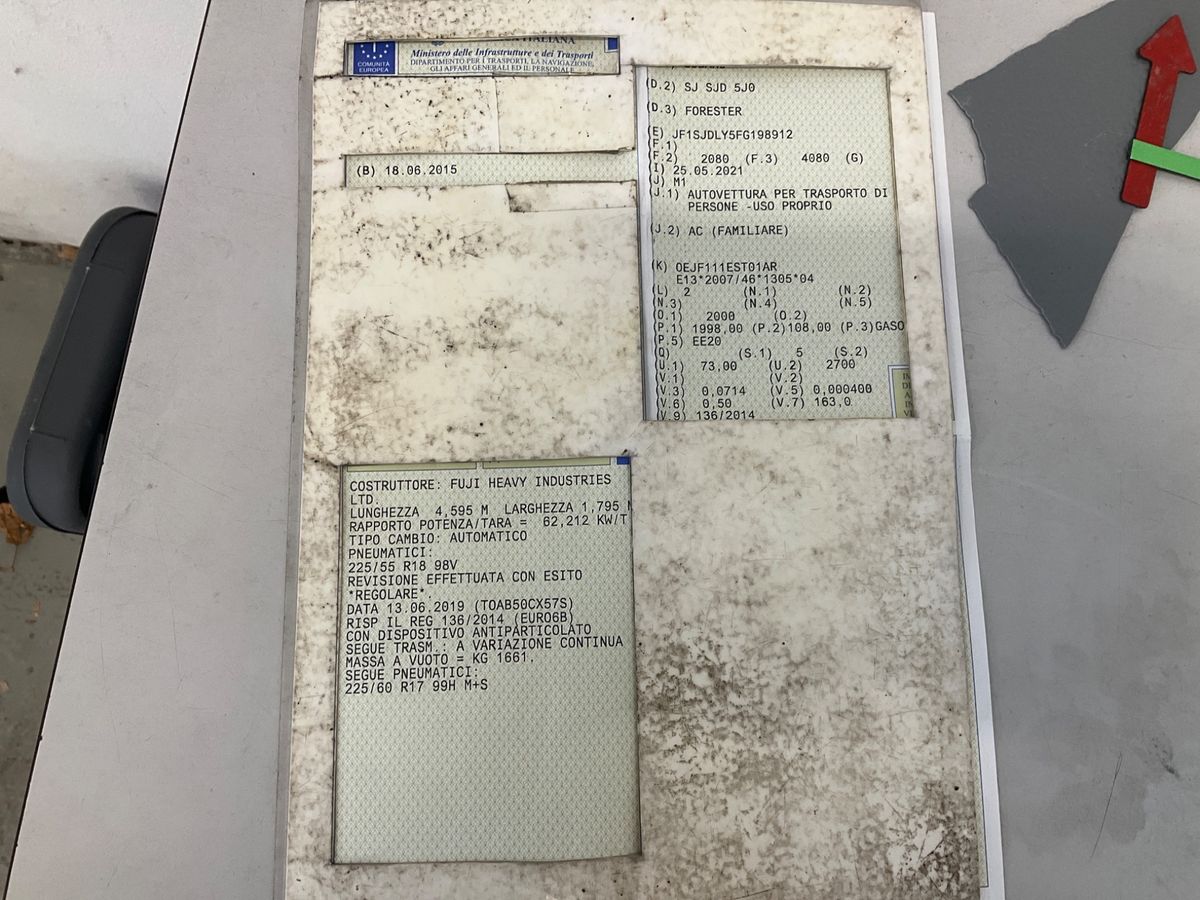 COMUNITÀ
EUROPEA
Ministero delle Infrastrutture e dei Trasporti
DIPARTIMENTO PER I TRASPORTI, LA NAVIGAZIONE,
GLI AFFARI GENERALI ED IL PERSONALE
(B) 18.06.2015
(D.2) SJ SJD 5J0
(D.3) FORESTER
(E) JF1SJDLY5FG198912
(F.1)
(F.2) 2080 (F.3) 4080 (G)
(I) 25.05.2021
(J) M1
(J.1) AUTOVETTURA PER TRASPORTO DI
PERSONE -USO PROPRIO
(J.2) AC (FAMILIARE)
(K) OEJF111EST01AR
E13*2007/46*1305*04
(L) 2 (N.1) (N.2)
(N.3) (N.4) (N.5)
(O.1) 2000 (O.2)
(P.1) 1998,00 (P.2)108,00 (P.3)GASO
(P.5) EE20
(Q) (S.1) 5 (S.2)
(U.1) 73,00 (U.2) 2700
(V.1) (V.2)
(V.3) 0,0714 (V.5) 0,000400
(V.6) 0,50 (V.7) 163,0
(V.9) 136/2014
COSTRUTTORE: FUJI HEAVY INDUSTRIES
LTD.
LUNGHEZZA 4,595 M LARGHEZZA 1,795 M
RAPPORTO POTENZA/TARA = 62,212 KW/T
TIPO CAMBIO: AUTOMATICO
PNEUMATICI:
225/55 R18 98V
REVISIONE EFFETTUATA CON ESITO
*REGOLARE*.
DATA 13.06.2019 (TOAB50CX57S)
RISP IL REG 136/2014 (EURO6B)
CON DISPOSITIVO ANTIPARTICOLATO
SEGUE TRASM.: A VARIAZIONE CONTINUA
MASSA A VUOTO = KG 1661.
SEGUE PNEUMATICI:
225/60 R17 99H M+S